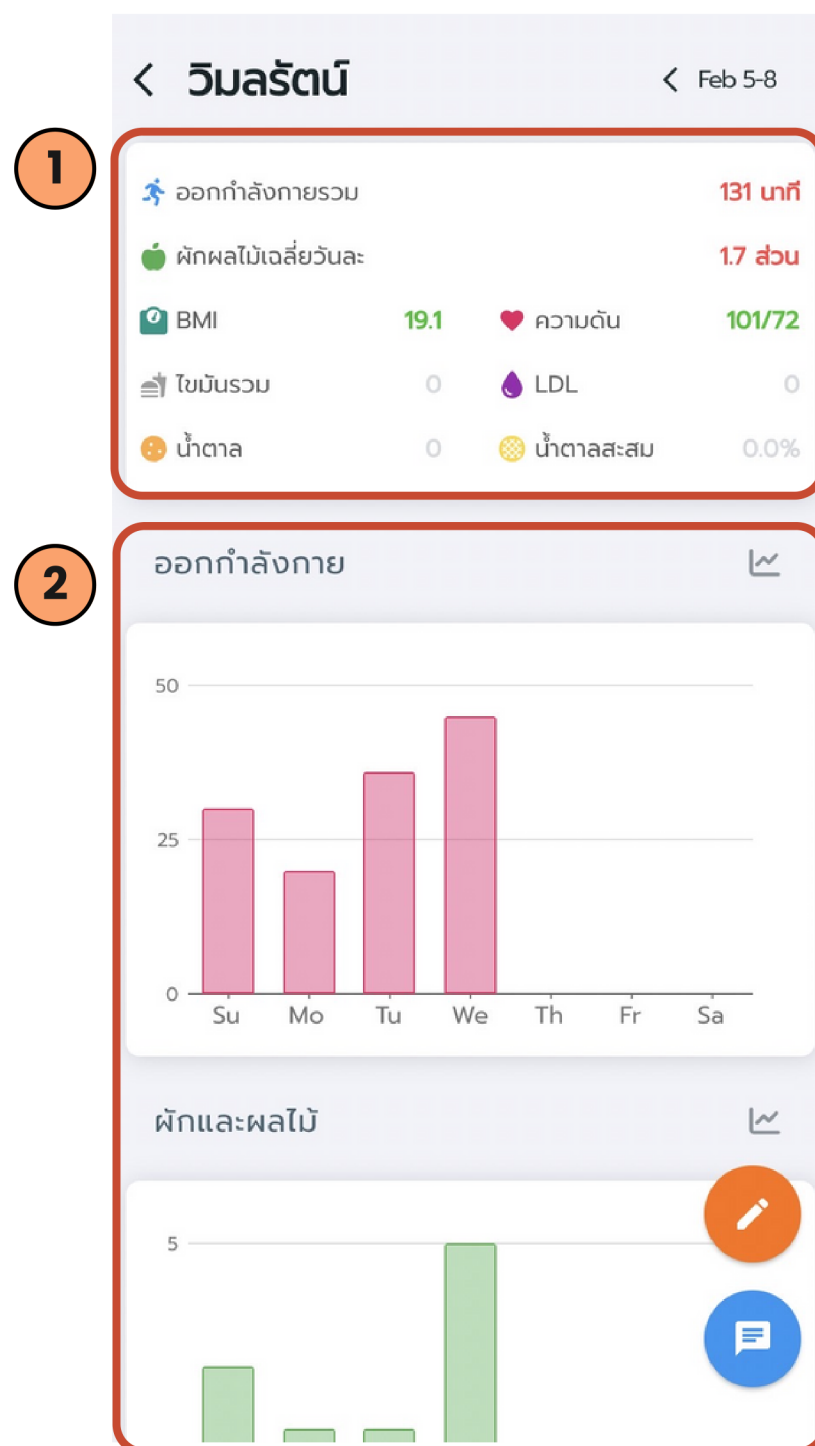 วิมลรัตน์ Feb 5-8
1
ออกกำลังกายรวม 131 นาที
ผักผลไม้เฉลี่ยวันละ 1.7 ส่วน
BMI 19.1 ความดัน 101/72
ไขมันรวม 0 LDL 0
น้ำตาล 0 น้ำตาลสะสม 0.0%
2
ออกกำลังกาย
50
25
0
Su Mo Tu We Th Fr Sa
ผักและผลไม้
5